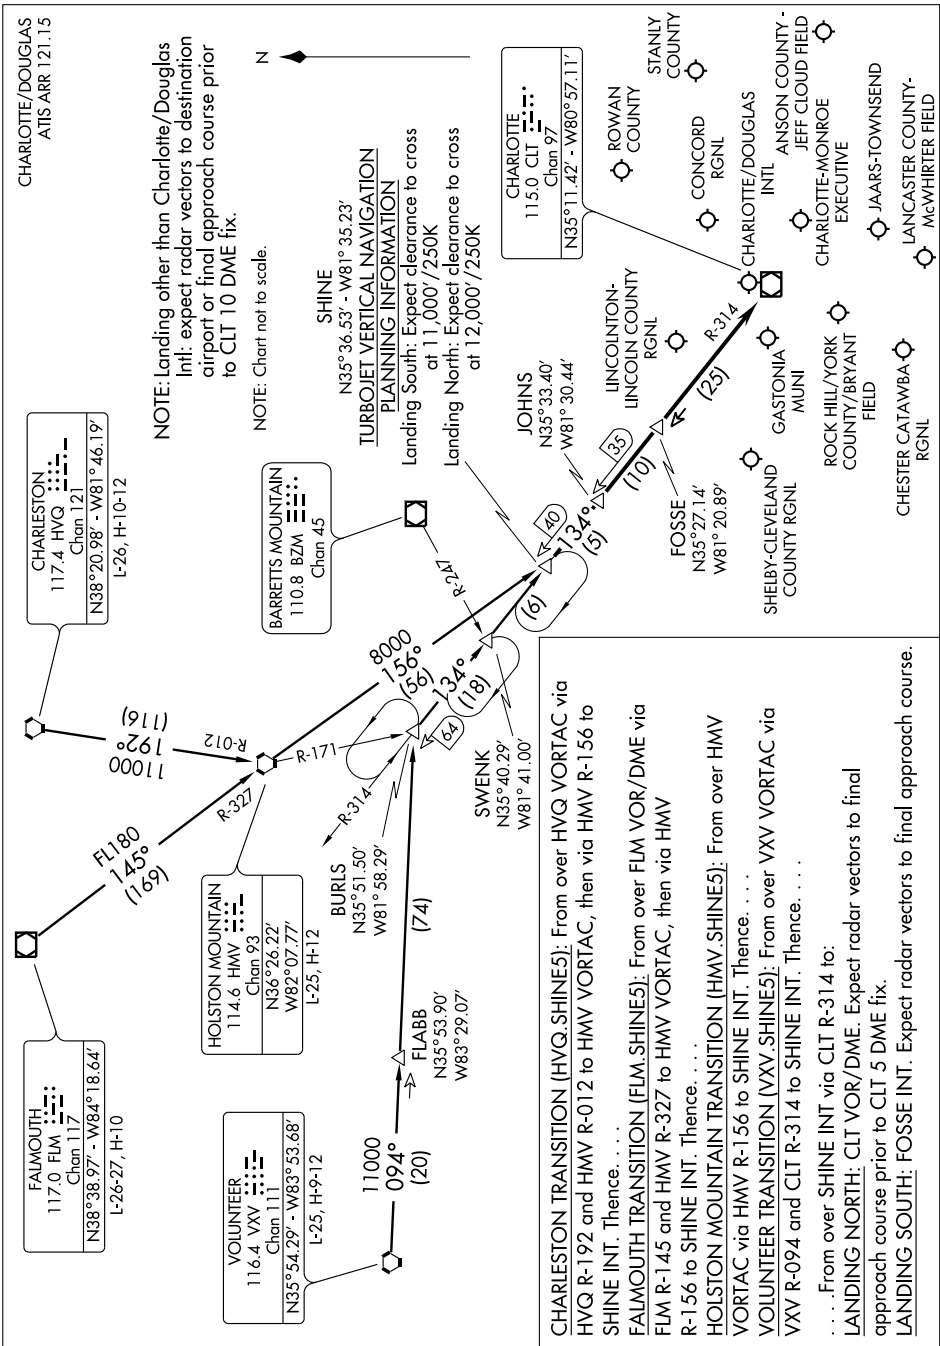 CHARLOTTE/DOUGLAS
ATIS ARR 121.15
NOTE: Landing other than Charlotte/Douglas
Intl: expect radar vectors to destination
airport or final approach course prior
to CLT 10 DME fix.
NOTE: Chart not to scale.
N
SHINE
N35°36.53' - W81° 35.23'
TURBOJET VERTICAL NAVIGATION
PLANNING INFORMATION
Landing South: Expect clearance to cross
at 11,000'/250K
Landing North: Expect clearance to cross
at 12,000'/250K
CHARLOTTE
115.0 CLT
Chan 97
N35°11.42' - W80°57.11'
STANLY
COUNTY
ROWAN
COUNTY
CONCORD
RGNL
CHARLOTTE/DOUGLAS
INTL
ANSON COUNTY -
JEFF CLOUD FIELD
CHARLOTTE-MONROE
EXECUTIVE
JAARS-TOWNSEND
LANCASTER COUNTY-
McWHIRTER FIELD
LINCOLNTON-
LINCOLN COUNTY
RGNL
GASTONIA
MUNI
ROCK HILL/YORK
COUNTY/BRYANT
FIELD
CHESTER CATAWBA
RGNL
SHELBY-CLEVELAND
COUNTY RGNL
CHARLESTON
117.4 HVQ
Chan 121
N38°20.98' - W81°46.19'
L-26, H-10-12
BARRETTS MOUNTAIN
110.8 BZM
Chan 45
R-247
JOHNS
N35°33.40'
W81° 30.44'
FOSSE
N35°27.14'
W81° 20.89'
R-314
(25)
35
(10)
40
134°
(5)
(6)
8000
156°
(56)
134°
(18)
64
SWENK
N35°40.29'
W81° 41.00'
11000
192°
(116)
R-012
R-327
R-171
R-314
FL180
145°
(169)
HOLSTON MOUNTAIN
114.6 HMV
Chan 93
N36°26.22'
W82°07.77'
L-25, H-12
BURLS
N35°51.50'
W81°58.29'
(74)
FLABB
N35°53.90'
W83°29.07'
11000
094°
(20)
FALMOUTH
117.0 FLM
Chan 117
N38°38.97' - W84°18.64'
L-26-27, H-10
VOLUNTEER
116.4 VXV
Chan 111
N35°54.29' - W83°53.68'
L-25, H-9-12
CHARLESTON TRANSITION (HVQ.SHINE5): From over HVQ VORTAC via
HVQ R-192 and HMV R-012 to HMV VORTAC, then via HMV R-156 to
SHINE INT. Thence. . . .
FALMOUTH TRANSITION (FLM.SHINE5): From over FLM VOR/DME via
FLM R-145 and HMV R-327 to HMV VORTAC, then via HMV
R-156 to SHINE INT. Thence. . . .
HOLSTON MOUNTAIN TRANSITION (HMV.SHINE5): From over HMV
VORTAC via HMV R-156 to SHINE INT. Thence. . . .
VOLUNTEER TRANSITION (VXV.SHINE5): From over VXV VORTAC via
VXV R-094 and CLT R-314 to SHINE INT. Thence. . . .
. . . .From over SHINE INT via CLT R-314 to:
LANDING NORTH: CLT VOR/DME. Expect radar vectors to final
approach course prior to CLT 5 DME fix.
LANDING SOUTH: FOSSE INT. Expect radar vectors to final approach course.